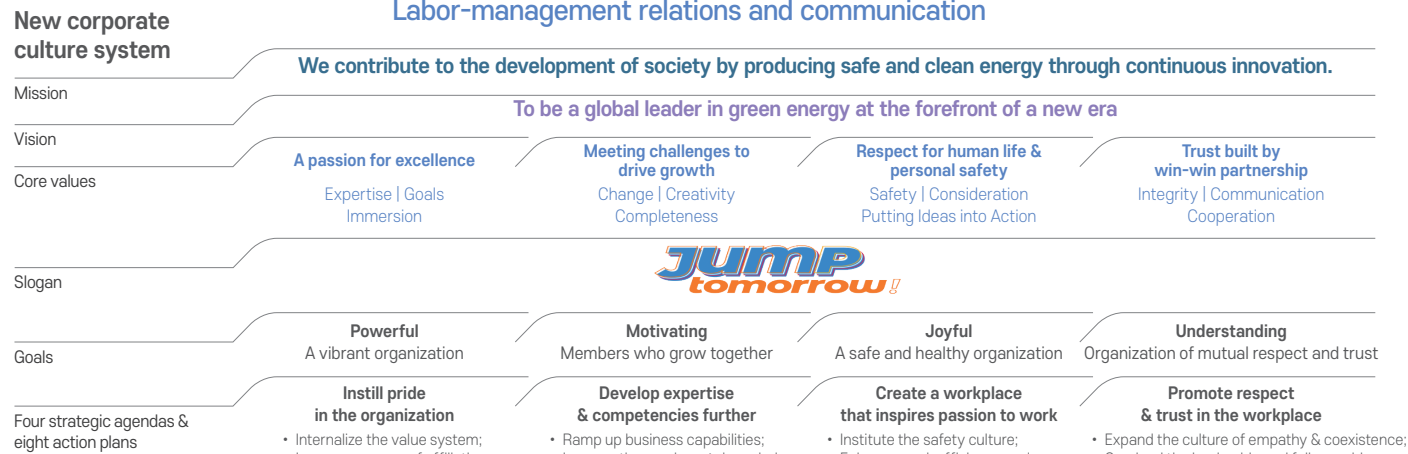 New corporate
culture system
Labor-management relations and communication
Mission
We contribute to the development of society by producing safe and clean energy through continuous innovation.
Vision
To be a global leader in green energy at the forefront of a new era
Core values
A passion for excellence
Expertise | Goals
Immersion
Meeting challenges to
drive growth
Change | Creativity
Completeness
Respect for human life &
personal safety
Safety | Consideration
Putting Ideas into Action
Trust built by
win-win partnership
Integrity | Communication
Cooperation
Slogan
JUMP
tomorrow!
Goals
Powerful
A vibrant organization
Motivating
Members who grow together
Joyful
A safe and healthy organization
Understanding
Organization of mutual respect and trust
Four strategic agendas &
eight action plans
Instill pride
in the organization
• Internalize the value system;
Develop expertise
& competencies further
• Ramp up business capabilities;
Create a workplace
that inspires passion to work
• Institute the safety culture;
Promote respect
& trust in the workplace
• Expand the culture of empathy & coexistence;